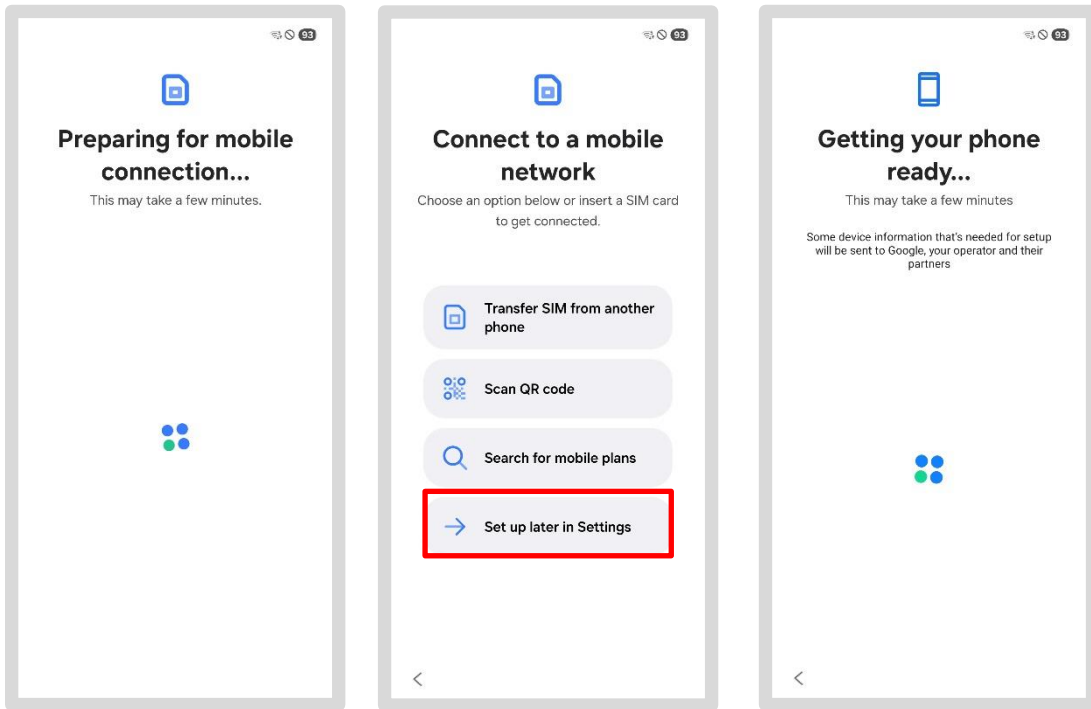 93
Preparing for mobile
connection...
This may take a few minutes.
93
Connect to a mobile
network
Choose an option below or insert a SIM card
to get connected.
Transfer SIM from another
phone
Scan QR code
Search for mobile plans
Set up later in Settings
93
Getting your phone
ready...
This may take a few minutes
Some device information that's needed for setup
will be sent to Google, your operator and their
partners